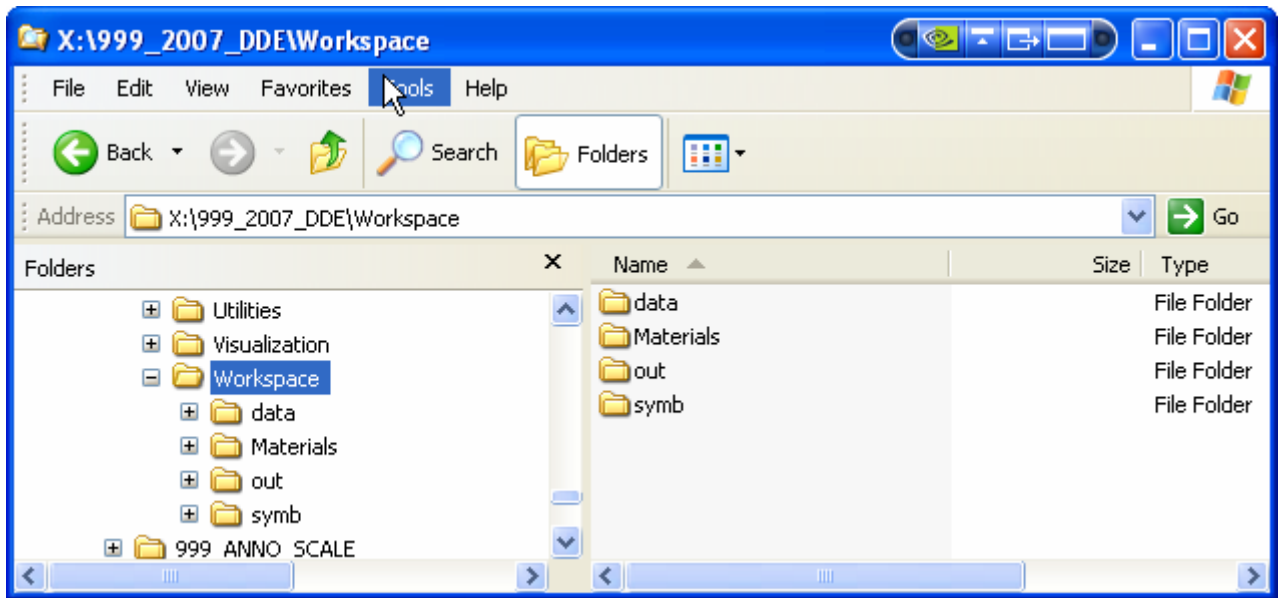 X:\999_2007_DDE\Workspace
File Edit View Favorites Tools Help
Back Search Folders
Address X:\999_2007_DDE\Workspace Go
Folders
Name Size Type
Utilities
Visualization
Workspace
data
Materials
out
symb
999_ANNO_SCALE
data File Folder
Materials File Folder
out File Folder
symb File Folder